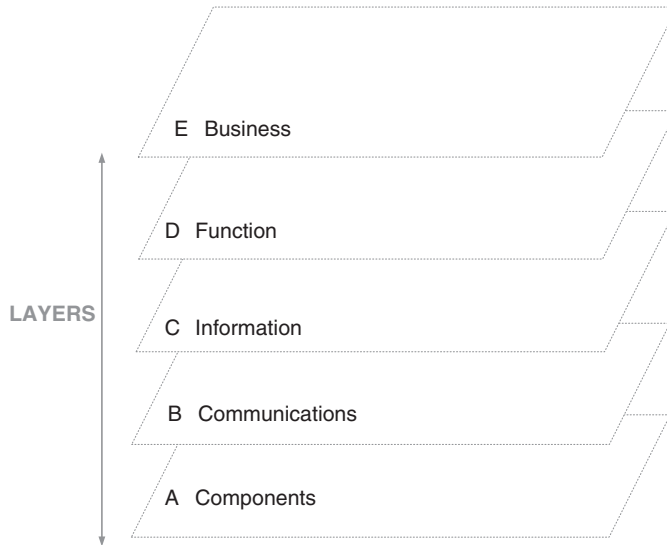 E Business
D Function
LAYERS
C Information
B Communications
A Components